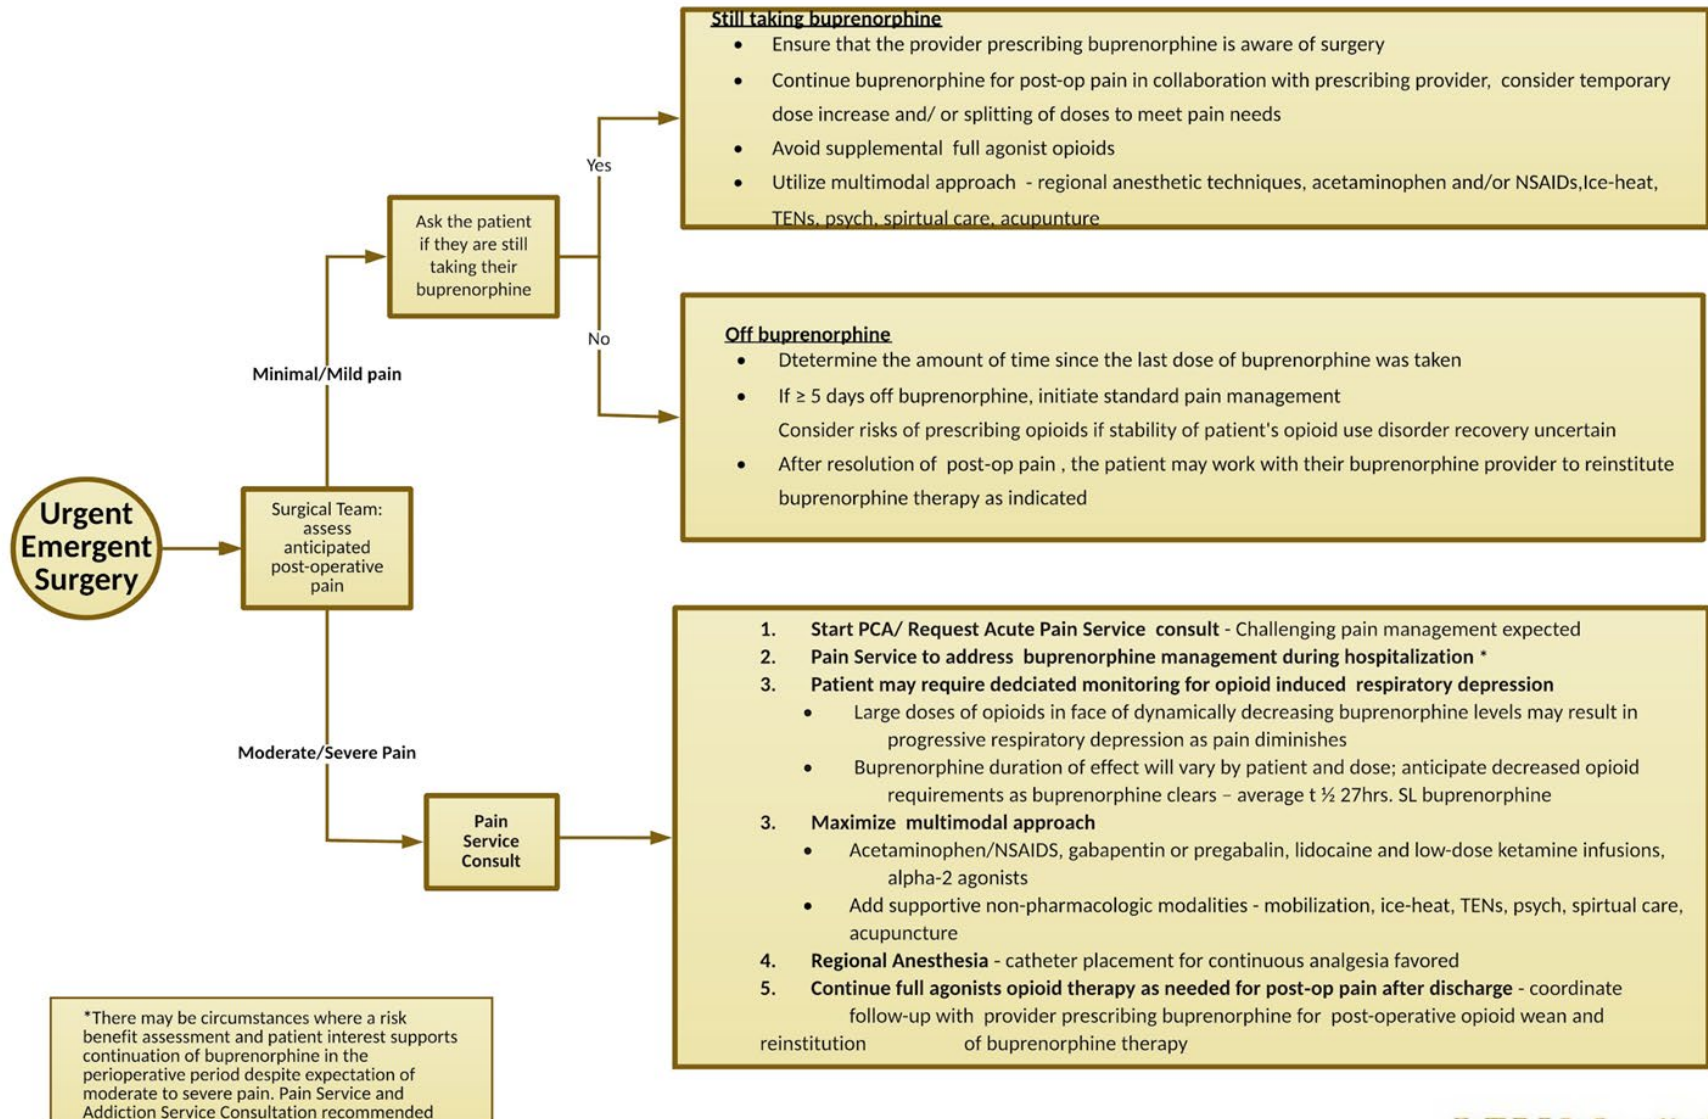 Urgent
Emergent
Surgery
Surgical Team:
assess
anticipated
post-operative
pain
Minimal/Mild pain
Ask the patient
if they are still
taking their
buprenorphine
Yes
Still taking buprenorphine
• Ensure that the provider prescribing buprenorphine is aware of surgery
• Continue buprenorphine for post-op pain in collaboration with prescribing provider, consider temporary
dose increase and/ or splitting of doses to meet pain needs
• Avoid supplemental full agonist opioids
• Utilize multimodal approach - regional anesthetic techniques, acetaminophen and/or NSAIDs,Ice-heat,
TENs, psych, spirtual care, acupunture
No
Off buprenorphine
• Dtetermine the amount of time since the last dose of buprenorphine was taken
• If ≥ 5 days off buprenorphine, initiate standard pain management
Consider risks of prescribing opioids if stability of patient's opioid use disorder recovery uncertain
• After resolution of post-op pain , the patient may work with their buprenorphine provider to reinstitute
buprenorphine therapy as indicated
Moderate/Severe Pain
Pain
Service
Consult
1. Start PCA/ Request Acute Pain Service consult - Challenging pain management expected
2. Pain Service to address buprenorphine management during hospitalization *
3. Patient may require dedciated monitoring for opioid induced respiratory depression
• Large doses of opioids in face of dynamically decreasing buprenorphine levels may result in
progressive respiratory depression as pain diminishes
• Buprenorphine duration of effect will vary by patient and dose; anticipate decreased opioid
requirements as buprenorphine clears – average t ½ 27hrs. SL buprenorphine
3. Maximize multimodal approach
• Acetaminophen/NSAIDS, gabapentin or pregabalin, lidocaine and low-dose ketamine infusions,
alpha-2 agonists
• Add supportive non-pharmacologic modalities - mobilization, ice-heat, TENs, psych, spirtual care,
acupuncture
4. Regional Anesthesia - catheter placement for continuous analgesia favored
5. Continue full agonists opioid therapy as needed for post-op pain after discharge - coordinate
follow-up with provider prescribing buprenorphine for post-operative opioid wean and
reinstitution of buprenorphine therapy
*There may be circumstances where a risk
benefit assessment and patient interest supports
continuation of buprenorphine in the
perioperative period despite expectation of
moderate to severe pain. Pain Service and
Addiction Service Consultation recommended